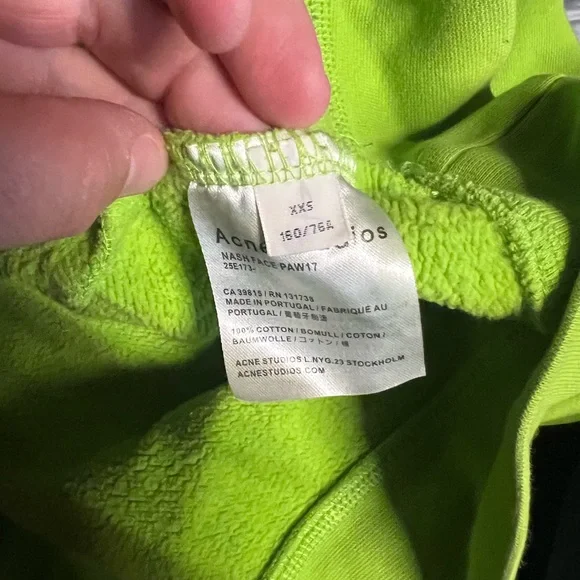 XXS
160/76A
Acne Studios
NASH FACE PAW17
25E173-
CA 39815 / RN 131738
MADE IN PORTUGAL / FABRIQUE AU
PORTUGAL / 葡萄牙制造
100% COTTON / BOMULL / COTON /
BAUMWOLLE / コットン / 棉
ACNE STUDIOS L.NYG.23 STOCKHOLM
ACNESTUDIOS.COM